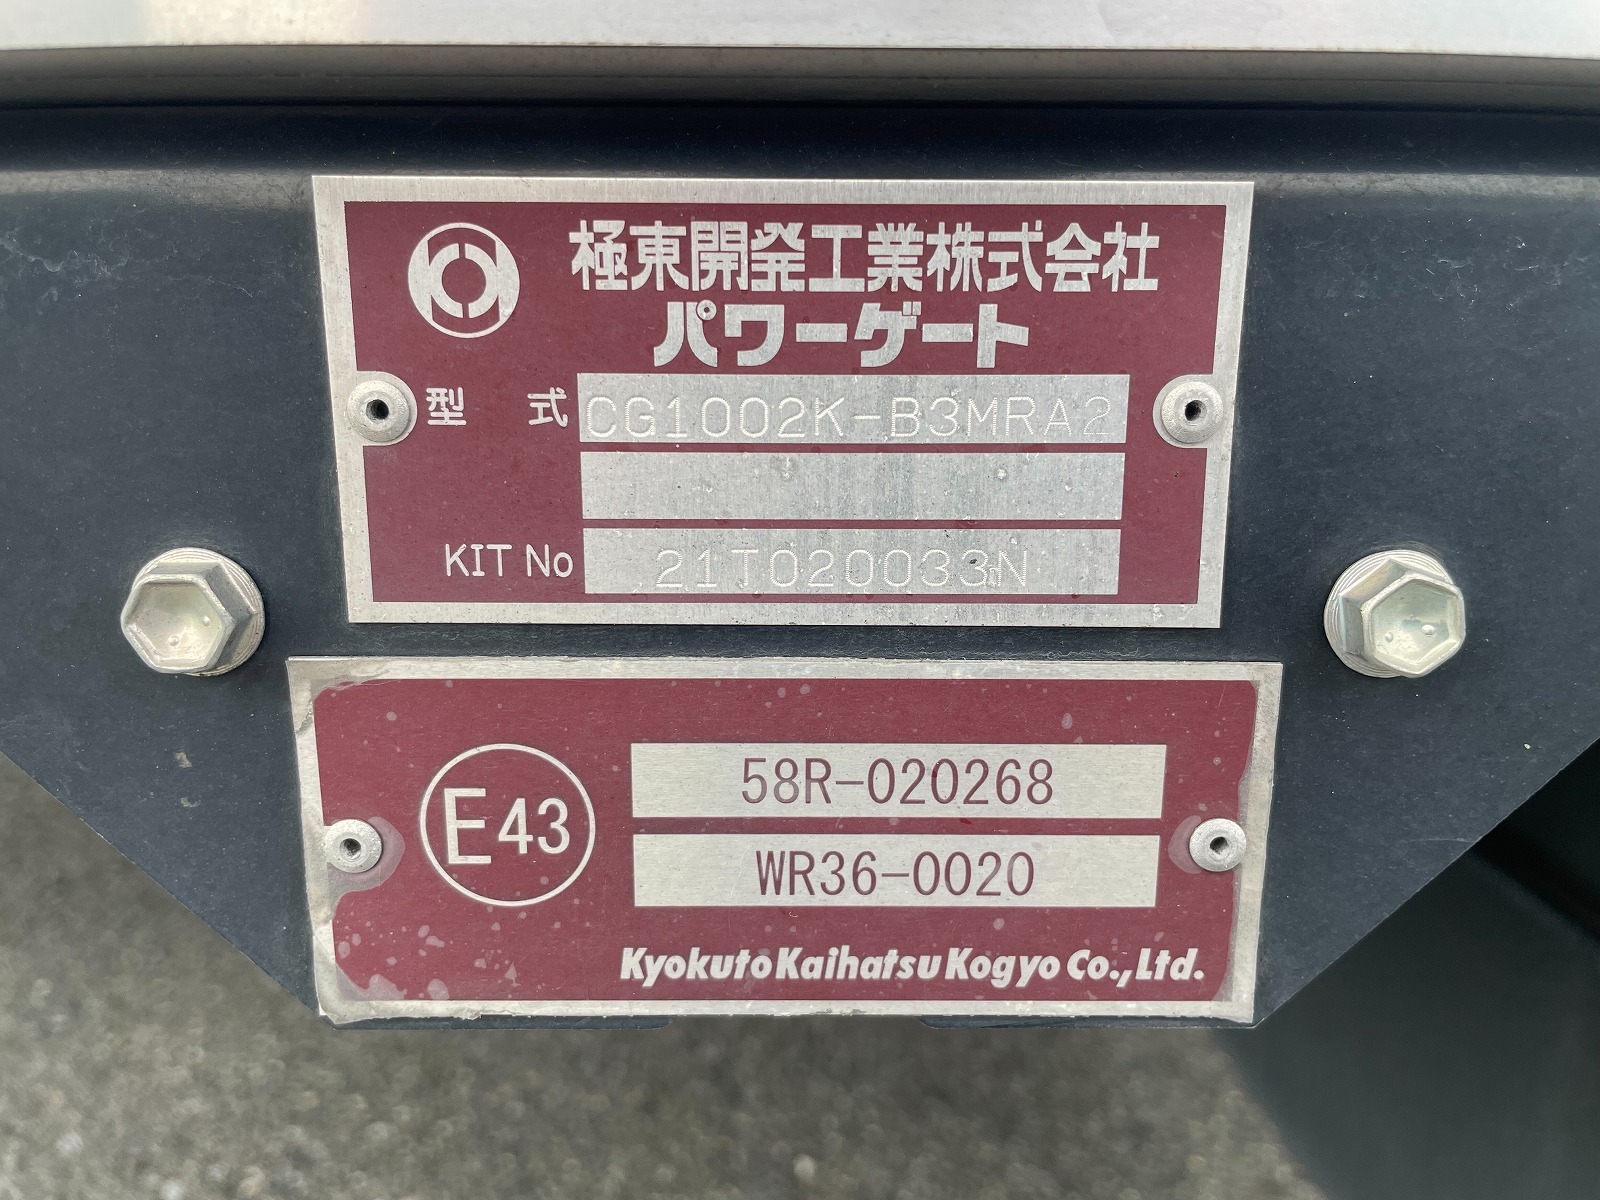 極東開発工業株式会社
パワーゲート
型 式 CG1002K-B3MRA2
KIT No 21T020033N
E43
58R-020268
WR36-0020
Kyokuto Kaihatsu Kogyo Co., Ltd.